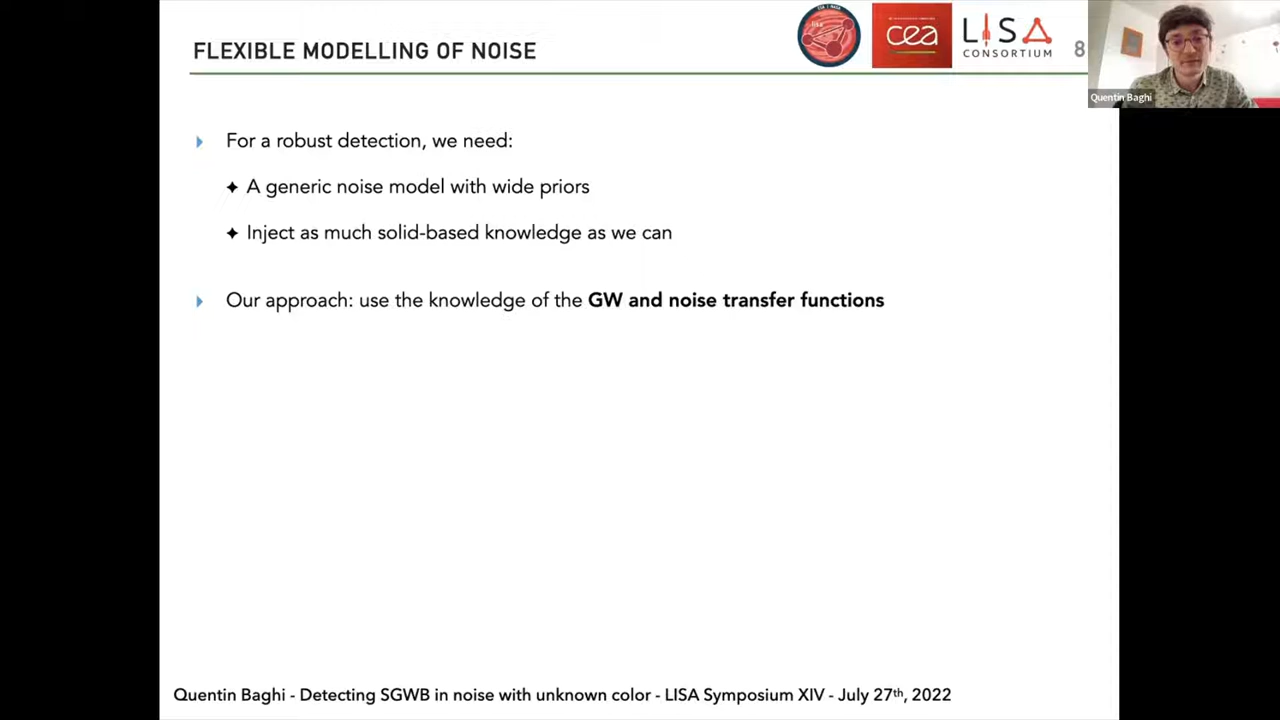 FLEXIBLE MODELLING OF NOISE
cea
LISA
CONSORTIUM
8
Quentin Baghi
For a robust detection, we need:
A generic noise model with wide priors
Inject as much solid-based knowledge as we can
Our approach: use the knowledge of the GW and noise transfer functions
Quentin Baghi - Detecting SGWB in noise with unknown color - LISA Symposium XIV - July 27th, 2022